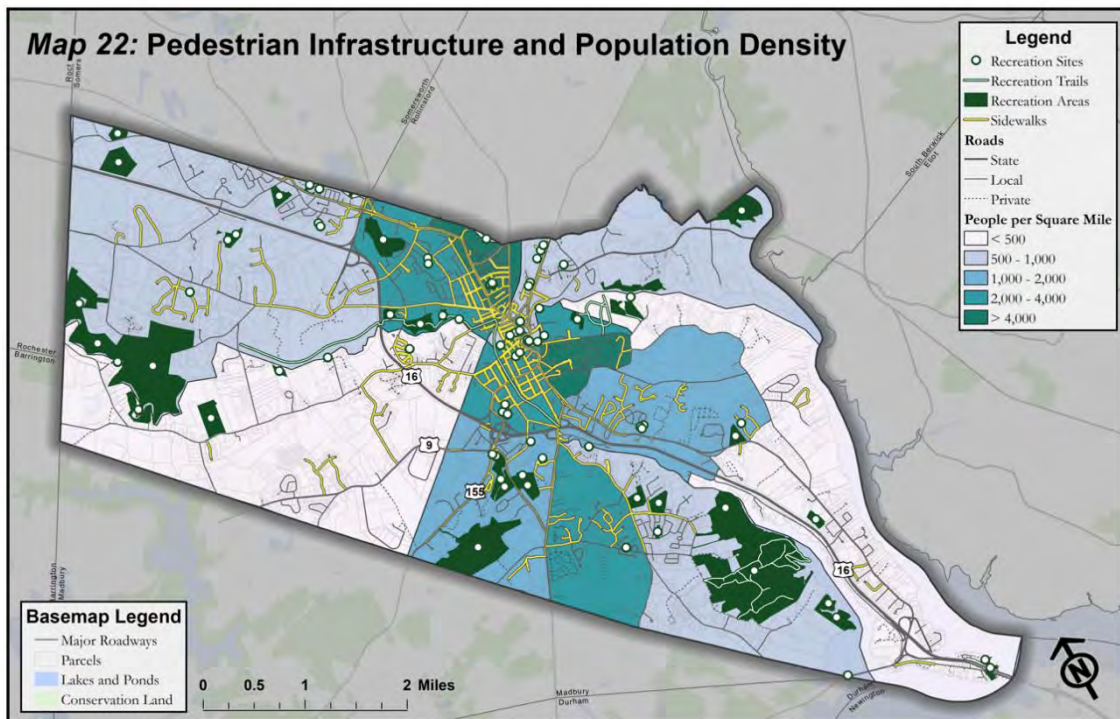 Map 22: Pedestrian Infrastructure and Population Density
Legend
Recreation Sites
Recreation Trails
Recreation Areas
Sidewalks
Roads
State
Local
Private
People per Square Mile
< 500
500 - 1,000
1,000 - 2,000
2,000 - 4,000
> 4,000
Somersworth
Rollinsford
South Berwick
Eliot
Rochester
Barrington
16
9
155
16
Madbury
Madbury
Durham
Durham
Newington
Basemap Legend
Major Roadways
Parcels
Lakes and Ponds
Conservation Land
0 0.5 1 2 Miles
N